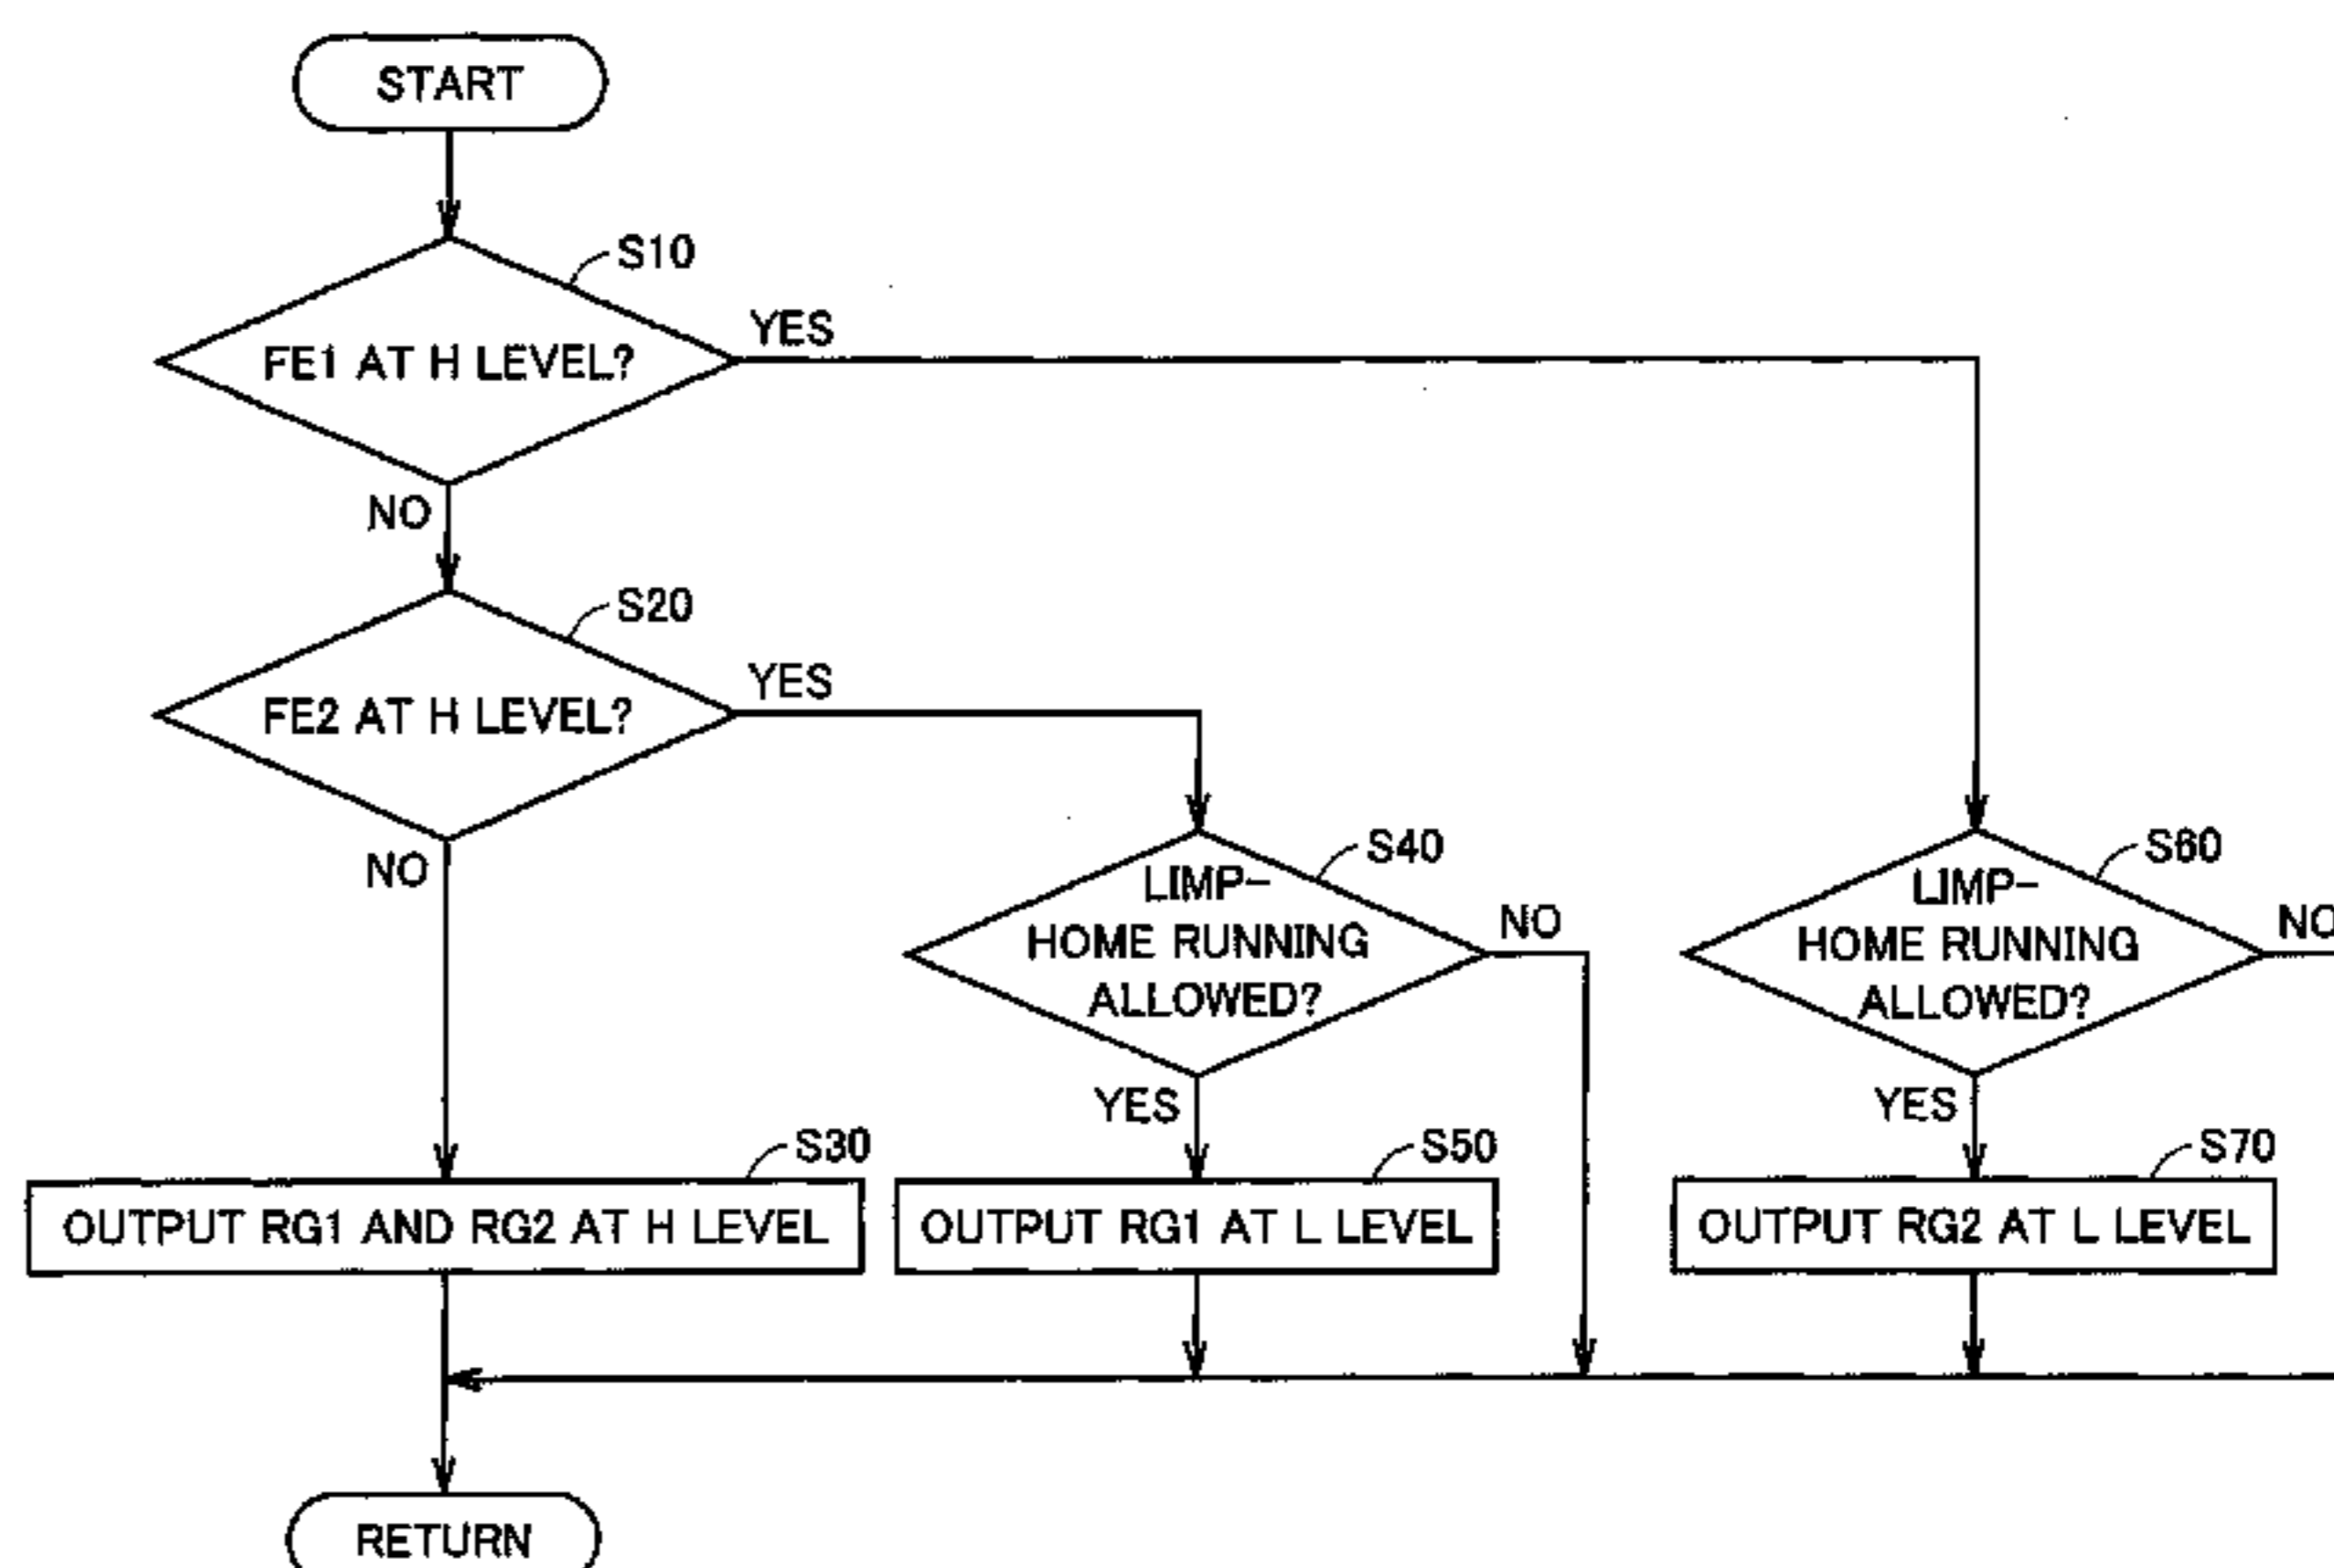 START
S10
FE1 AT H LEVEL?
YES
NO
S20
FE2 AT H LEVEL?
YES
NO
S40
LIMP-
HOME RUNNING
ALLOWED?
NO
YES
S60
LIMP-
HOME RUNNING
ALLOWED?
NO
YES
S30
OUTPUT RG1 AND RG2 AT H LEVEL
S50
OUTPUT RG1 AT L LEVEL
S70
OUTPUT RG2 AT L LEVEL
RETURN